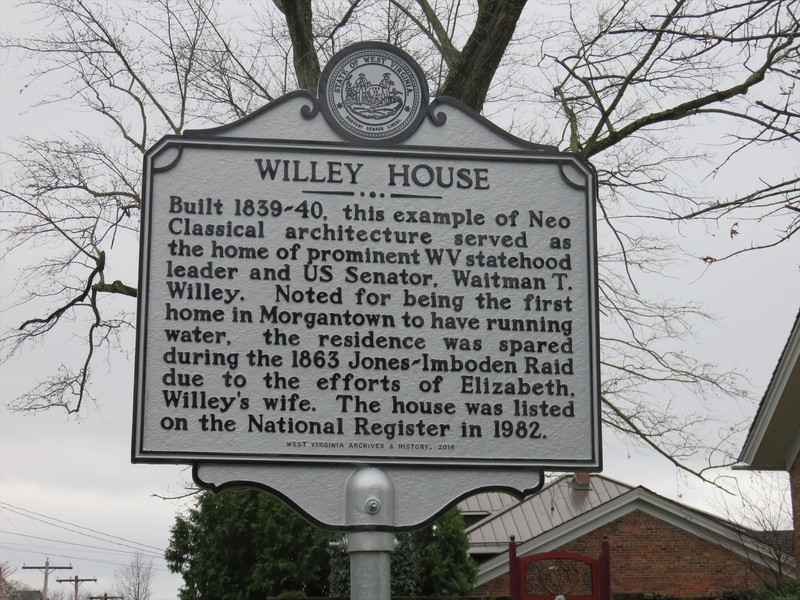 STATE OF WEST VIRGINIA
MONTANI SEMPER LIBERI
WILLEY HOUSE
Built 1839-40, this example of Neo
Classical architecture served as
the home of prominent WV statehood
leader and US Senator, Waitman T.
Willey. Noted for being the first
home in Morgantown to have running
water, the residence was spared
during the 1863 Jones-Imboden Raid
due to the efforts of Elizabeth,
Willey's wife. The house was listed
on the National Register in 1982.
WEST VIRGINIA ARCHIVES & HISTORY, 2016